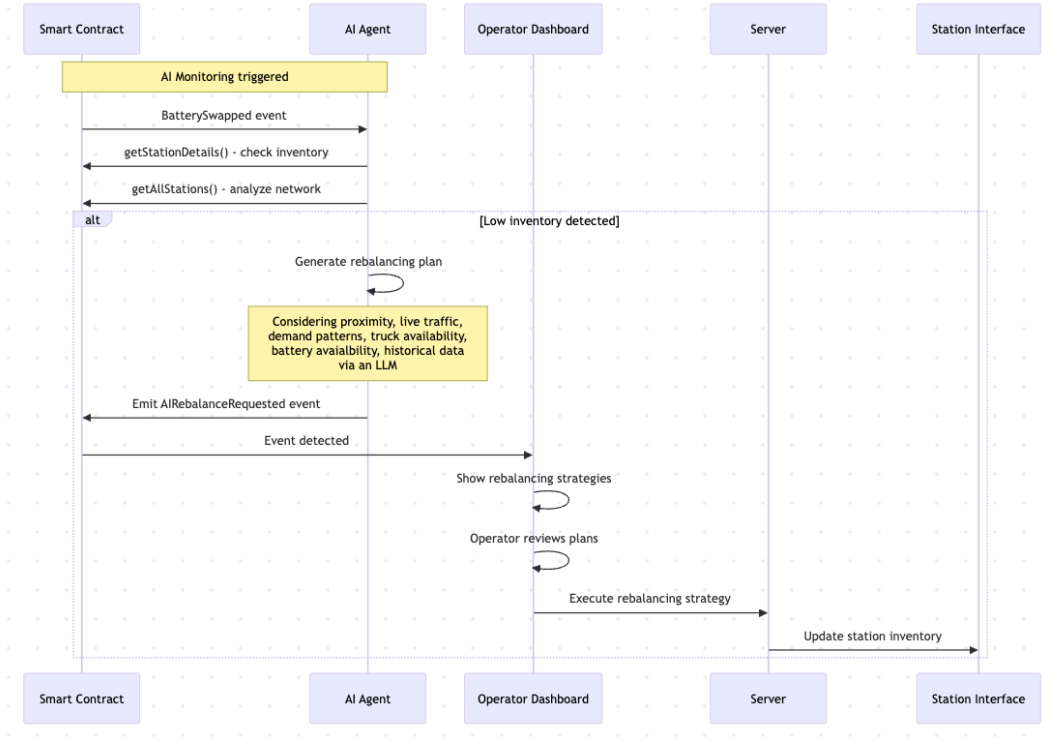 Smart Contract
AI Agent
Operator Dashboard
Server
Station Interface
AI Monitoring triggered
BatterySwapped event
getStationDetails() - check inventory
getAllStations() - analyze network
alt
[Low inventory detected]
Generate rebalancing plan
Considering proximity, live traffic,
demand patterns, truck availability,
battery avaialbility, historical data
via an LLM
Emit AIRebalanceRequested event
Event detected
Show rebalancing strategies
Operator reviews plans
Execute rebalancing strategy
Update station inventory
Smart Contract
AI Agent
Operator Dashboard
Server
Station Interface